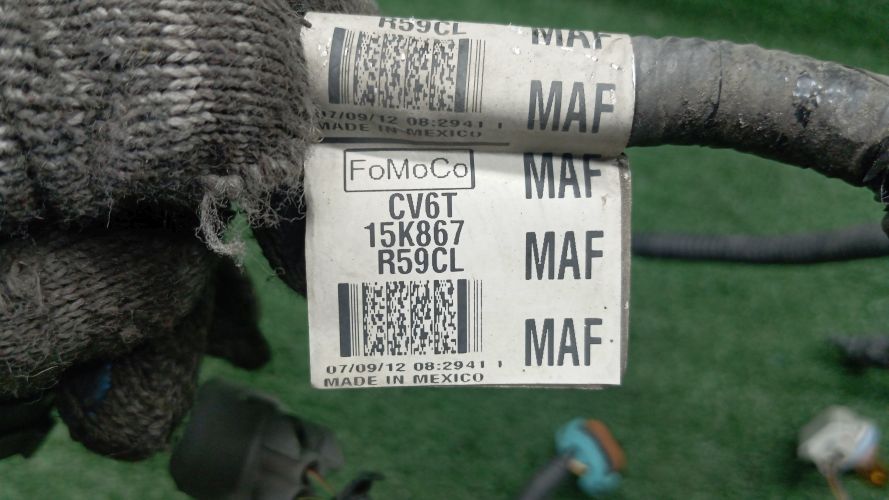 R59CL
MAF
MAF
07/09/12 08:2941
MADE IN MEXICO
FoMoCo
CV6T
15K867
R59CL
MAF
MAF
MAF
07/09/12 08:2941
MADE IN MEXICO